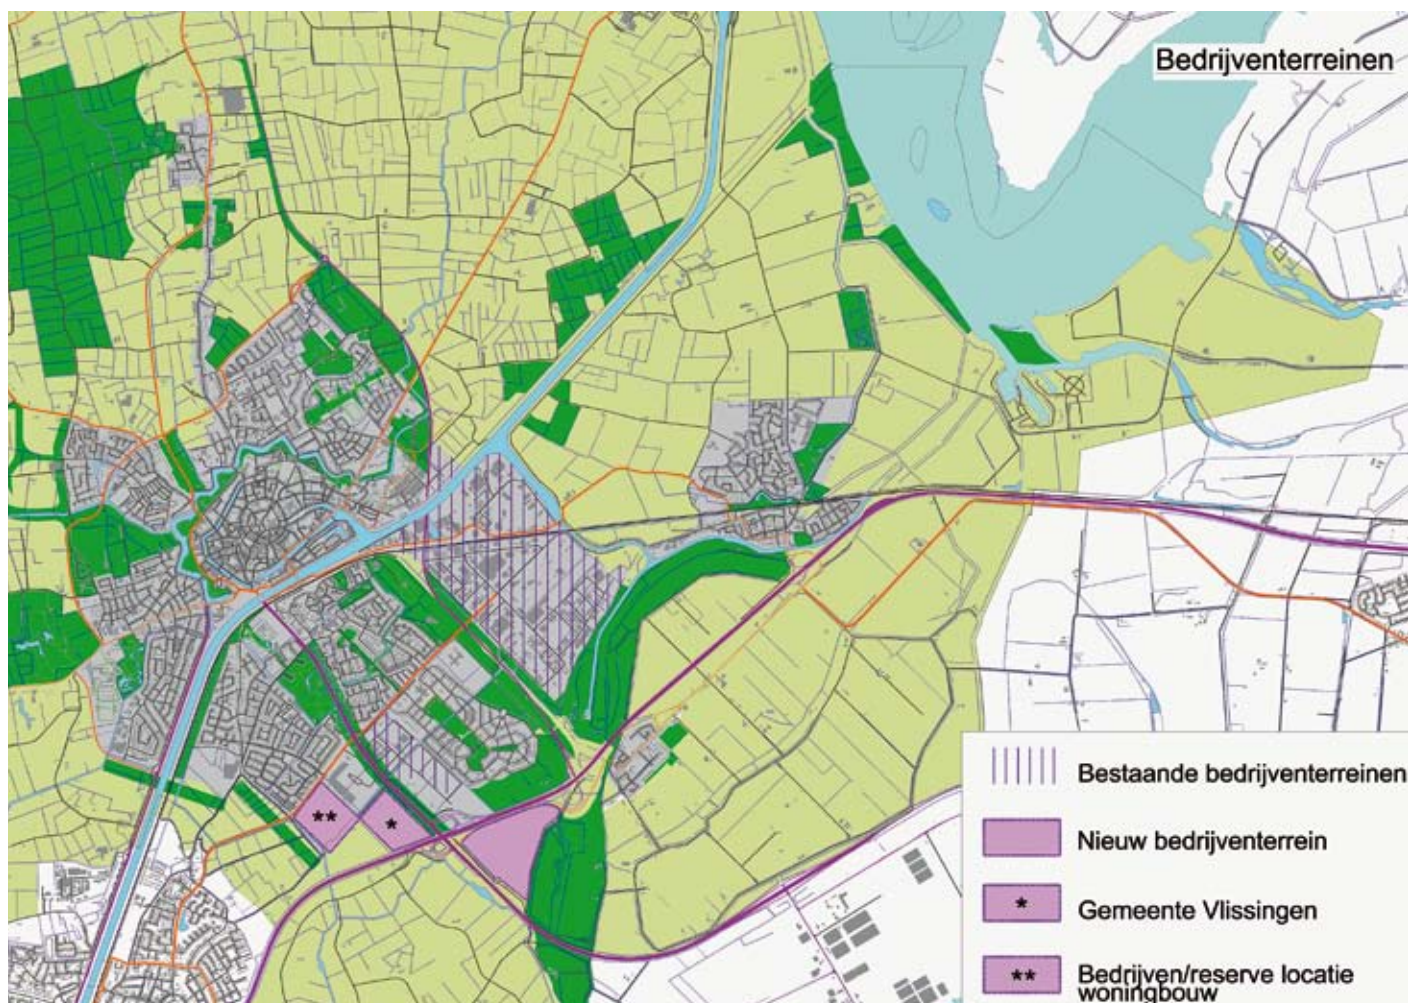 Bedrijventerreinen
Bestaande bedrijventerreinen
Nieuw bedrijventerrein
*
*
Gemeente Vlissingen
**
**
Bedrijven/reserve locatie
woningbouw